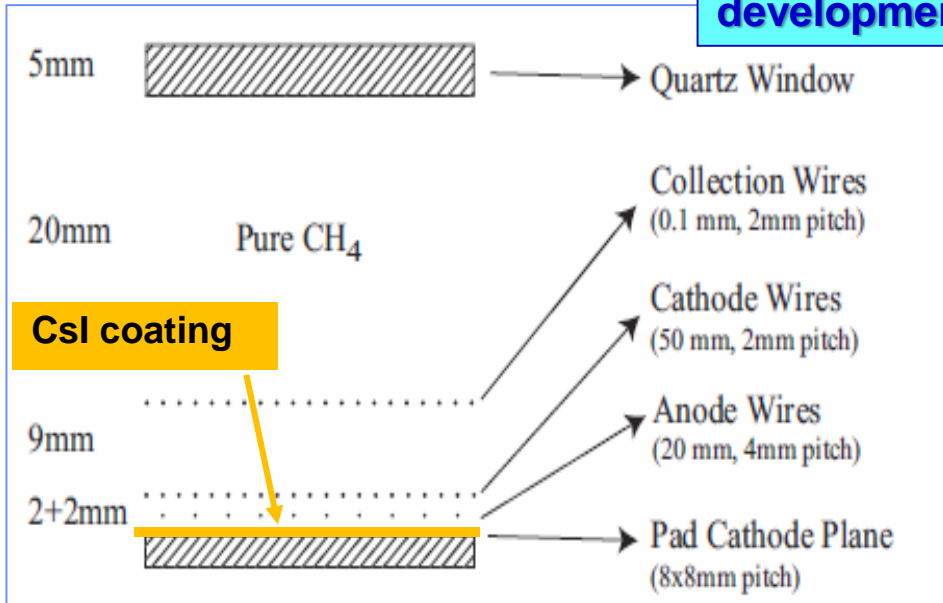 developmen
5mm
Quartz Window
Collection Wires
(0.1 mm, 2mm pitch)
20mm
Pure CH₄
Cathode Wires
(50 mm, 2mm pitch)
CsI coating
Anode Wires
(20 mm, 4mm pitch)
9mm
2+2mm
Pad Cathode Plane
(8x8mm pitch)